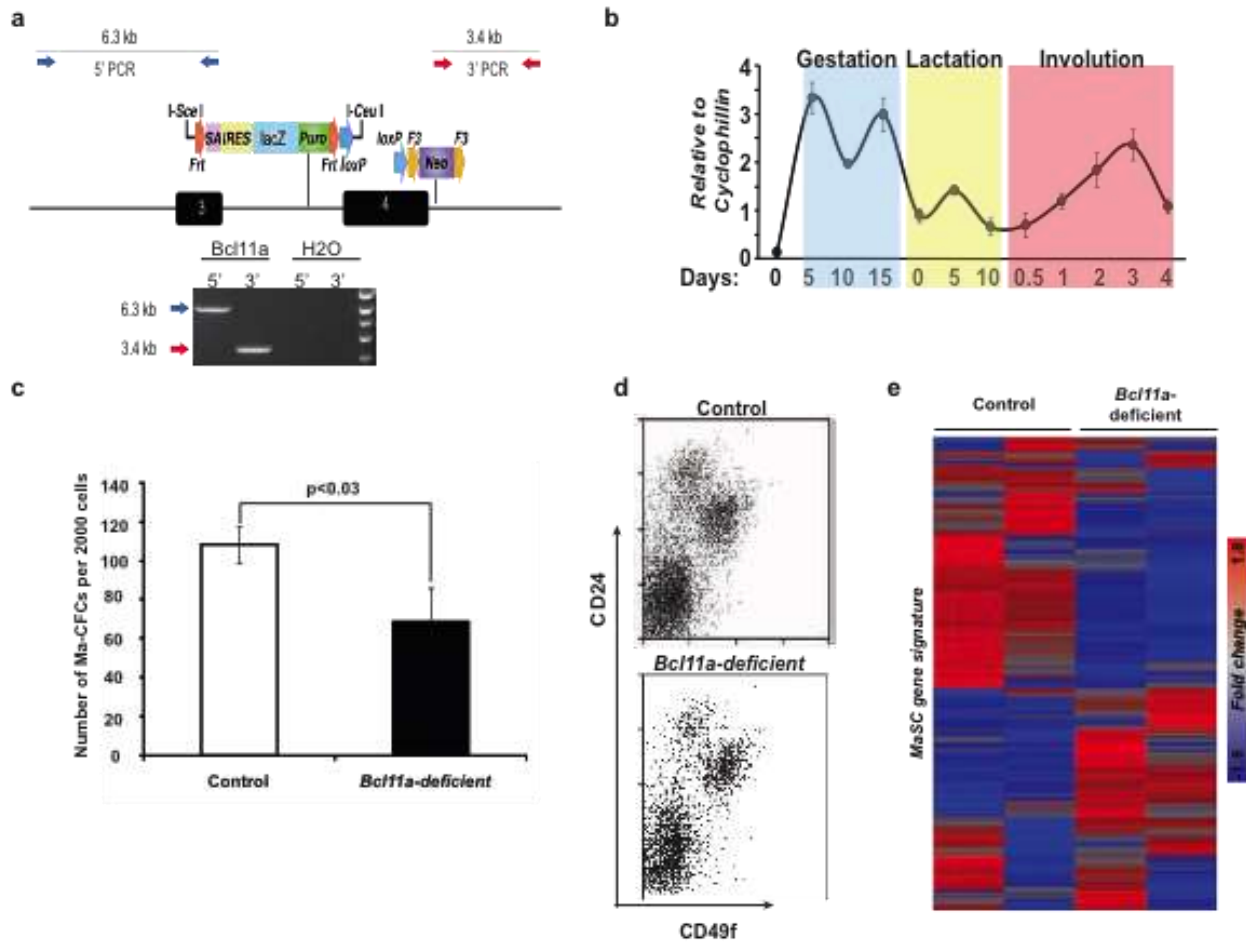 a
6.3 kb
5' PCR
3.4 kb
3' PCR
I-Sce I
I-Ceu I
SA IRES lacZ Puro
Frt
Frt loxP
loxP F3 Neo F3
3
4
Bcl11a H2O
5' 3' 5' 3'
6.3 kb
3.4 kb
b
Gestation Lactation Involution
Relative to
Cyclophillin
4
3
2
1
0
Days: 0 5 10 15 0 5 10 0.5 1 2 3 4
c
Number of Ma-CFCs per 2000 cells
140
120
100
80
60
40
20
0
p<0.03
Control Bcl11a-deficient
d
Control
Bcl11a-deficient
CD24
CD49f
e
Control
Bcl11a-
deficient
MaSC gene signature
Fold change